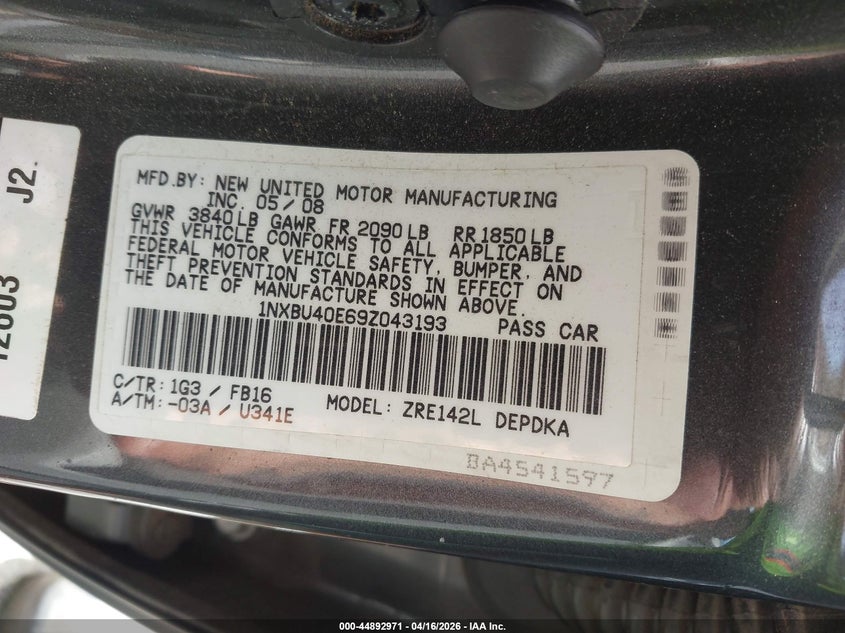 J2.
12003
MFD.BY: NEW UNITED MOTOR MANUFACTURING
INC. 05/08
GVWR 3840LB GAWR FR 2090LB RR1850LB
THIS VEHICLE CONFORMS TO ALL APPLICABLE
FEDERAL MOTOR VEHICLE SAFETY, BUMPER, AND
THEFT PREVENTION STANDARDS IN EFFECT ON
THE DATE OF MANUFACTURE SHOWN ABOVE.
1NXBU40E69Z043193 PASS CAR
C/TR: 1G3 / FB16
A/TM: -03A / U341E MODEL: ZRE142L DEPDKA
BA4541597
000-44892971 - 04/16/2026 - IAA Inc.